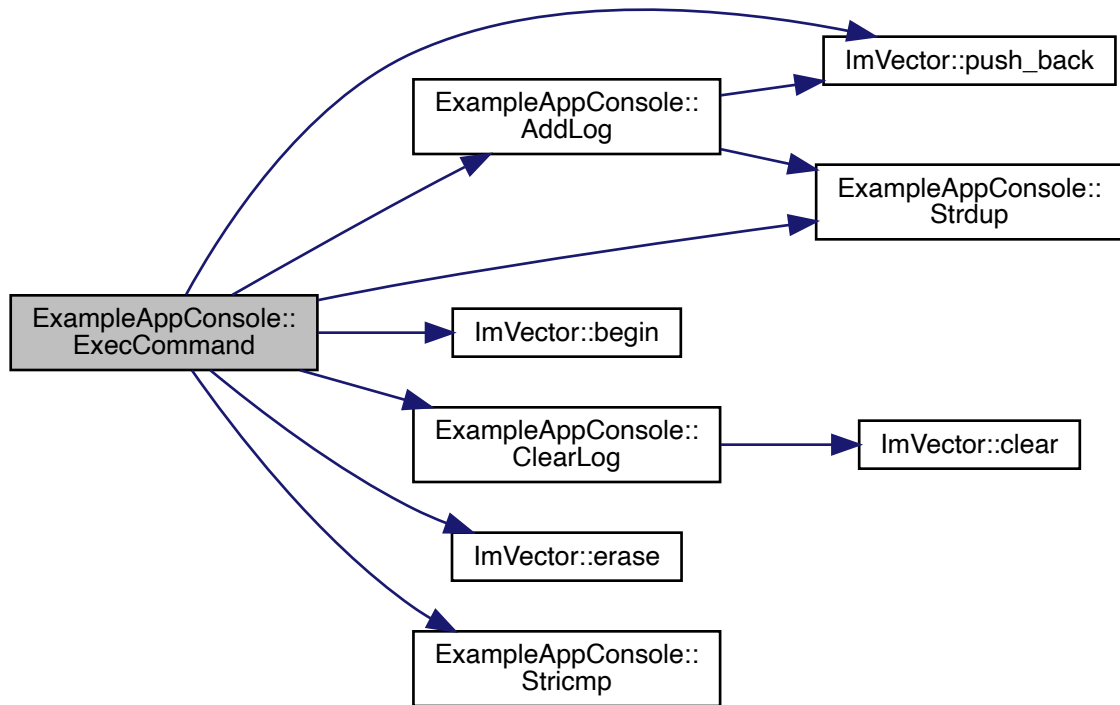 ImVector::push_back
ExampleAppConsole::
AddLog
ExampleAppConsole::
Strdup
ExampleAppConsole::
ExecCommand
ImVector::begin
ExampleAppConsole::
ClearLog
ImVector::clear
ImVector::erase
ExampleAppConsole::
Stricmp